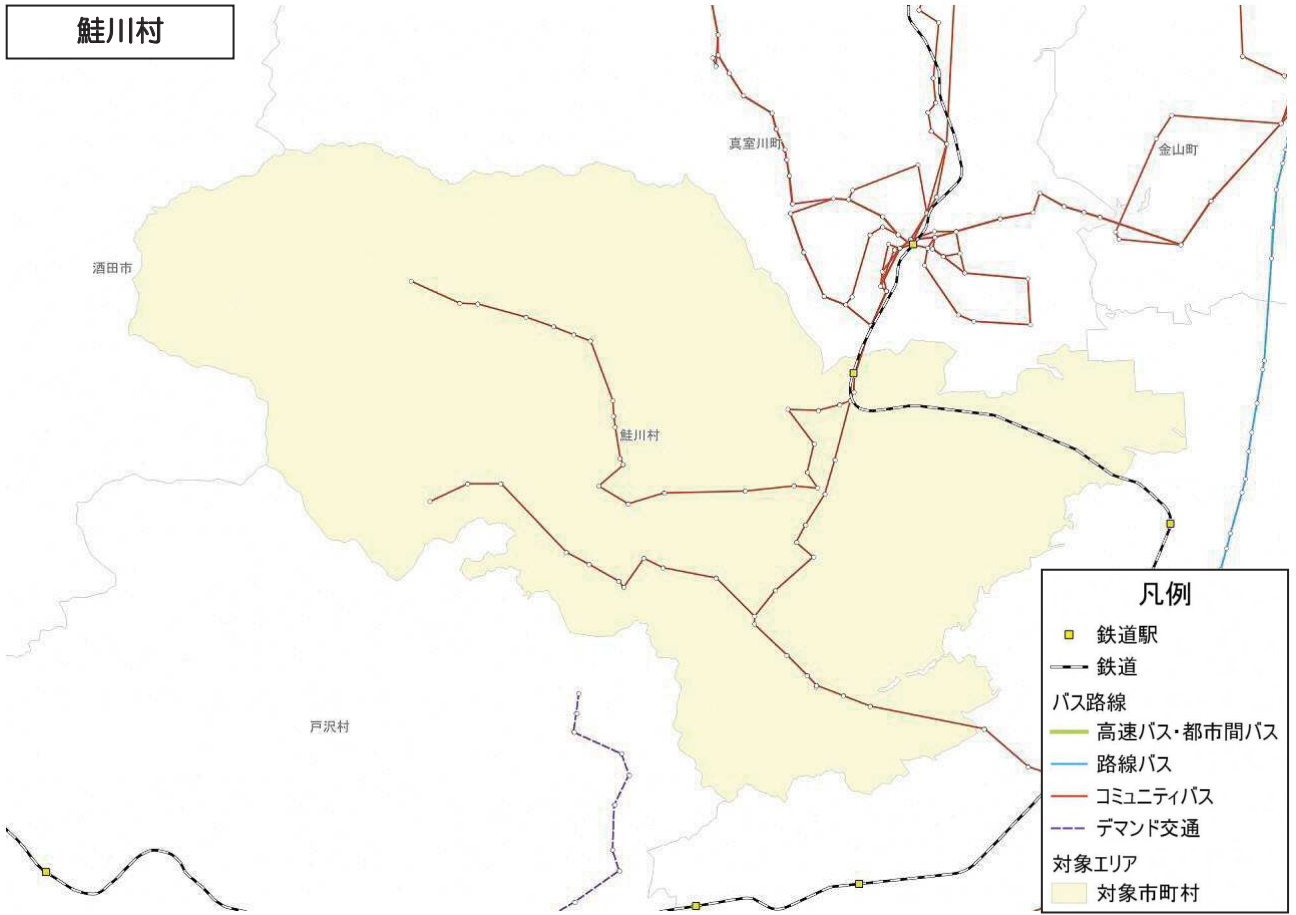 鮭川村
真室川町
金山町
酒田市
鮭川村
戸沢村
凡例
鉄道駅
鉄道
バス路線
高速バス・都市間バス
路線バス
コミュニティバス
デマンド交通
対象エリア
対象市町村